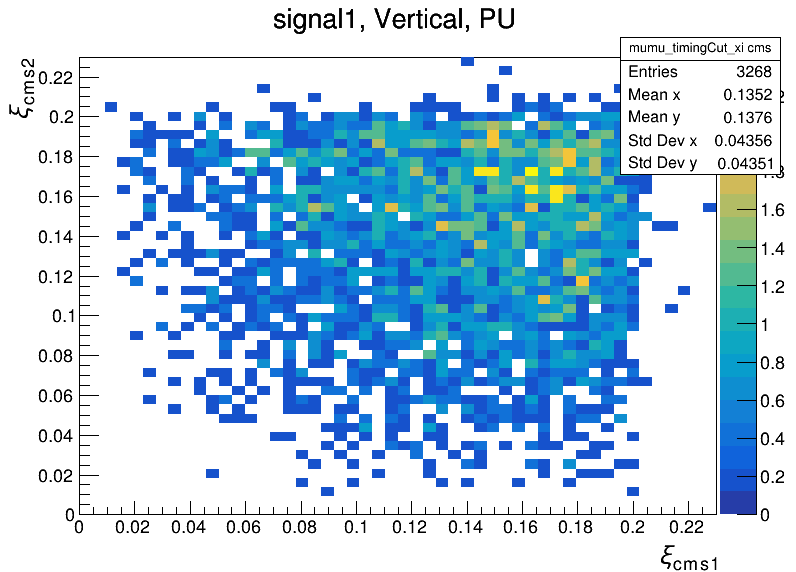 signal1, Vertical, PU
mumu_timingCut_xi cms
Entries 3268
Mean x 0.1352
Mean y 0.1376
Std Dev x 0.04356
Std Dev y 0.04351
ξcms2
0.22
0.2
0.18
0.16
0.14
0.12
0.1
0.08
0.06
0.04
0.02
0
0 0.02 0.04 0.06 0.08 0.1 0.12 0.14 0.16 0.18 0.2 0.22
ξcms1
1.6
1.4
1.2
1
0.8
0.6
0.4
0.2
0